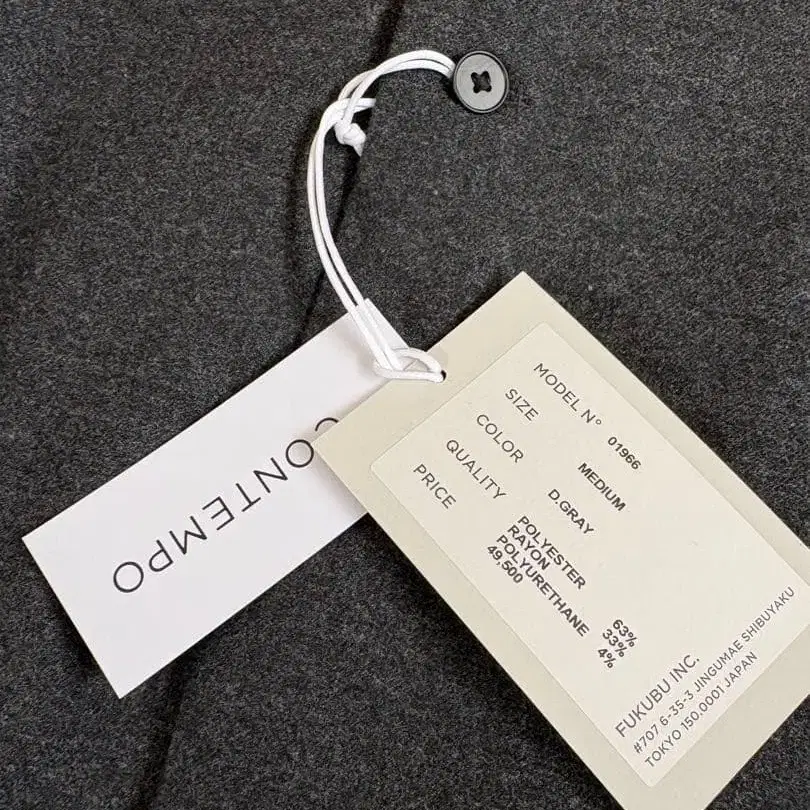 CONTEMPO
MODEL N° 01966
SIZE MEDIUM
COLOR D.GRAY
QUALITY POLYESTER 63%
RAYON 33%
POLYURETHANE 4%
PRICE 49,500
FUKUBU INC.
#707 6-35-3 JINGUMAE SHIBUYAKU
TOKYO 150.0001 JAPAN